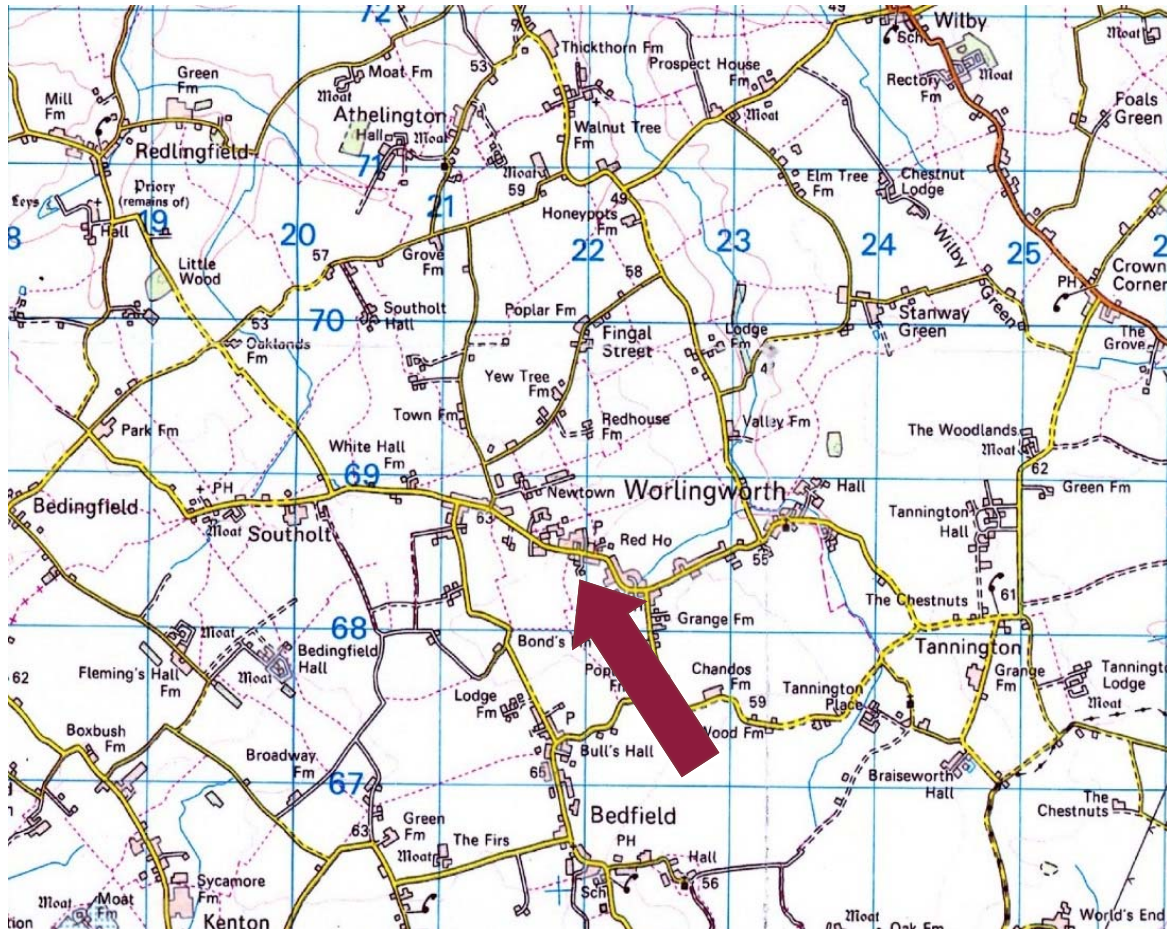 72
49
Wilby
Sch
Moat
Thickthorn Fm
53
Moat Fm
Moat
Prospect House
Fm
Rectory
Fm
Moat
Green
Fm
Mill
Fm
Athelington
Hall
Moat
Walnut Tree
Fm
Moat
Foals
Green
Redlingfield
71
Moat
59
Elm Tree
Fm
Chestnut
Lodge
Leys
Priory
(remains of)
19
Hall
21
49
Honeypots
Fm
20
22
23
24
25
Wilby
Green
8
57
Grove
Fm
58
PH
Crown
Corner
Little
Wood
Southolt
Hall
Poplar Fm
Stanway
Green
53
70
Fingal
Street
Lodge
Fm
The
Grove
Oaklands
Fm
4
Yew Tree
Fm
Town Fm
Redhouse
Fm
Valley Fm
Park Fm
White Hall
Fm
69
The Woodlands
Moat
62
PH
Newtown
Worlingworth
Hall
Green Fm
Bedingfield
Moat
Southolt
63
P
Red Ho
Tannington
Hall
55
The Chestnuts
61
68
Grange Fm
Moat
Bedingfield
Hall
Bond's
Tannington
Fleming's Hall
Fm
Moat
Chandos
Fm
Grange
Fm
Tannington
Place
Lodge
Moat
62
Lodge
Fm
P
59
Wood Fm
Boxbush
Fm
Broadway
Fm
Bull's Hall
65
67
Braiseworth
Hall
The
Chestnuts
Bedfield
63
Green
Fm
The Firs
PH
Moat
Hall
Sch
56
Sycamore
Fm
Moat
Moat
Fm
Kenton
Moat
Oak Fm
World's End